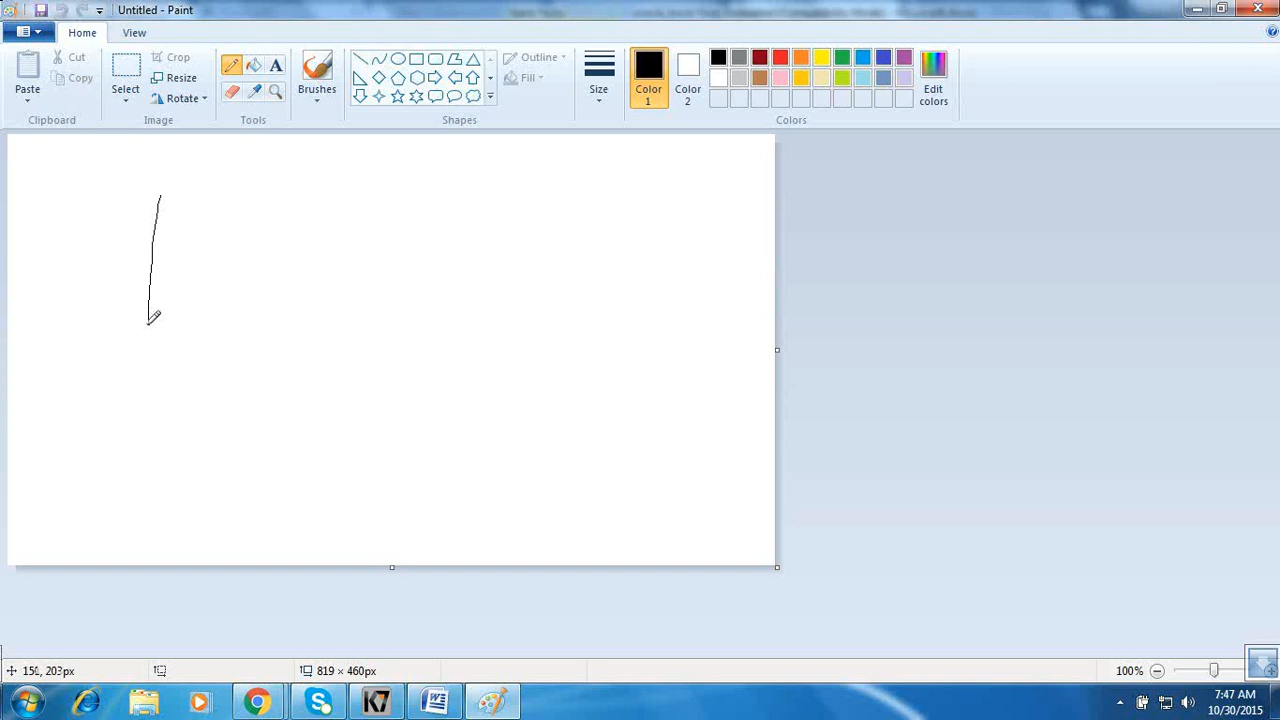 Untitled - Paint
Home View
Paste
Cut
Copy
Clipboard
Select
Crop
Resize
Rotate
Image
A
Tools
Brushes
Outline
Fill
Shapes
Size
Color 1
Color 2
Edit colors
Colors
819 × 460px
100%
K7
W
7:47 AM
10/30/2015